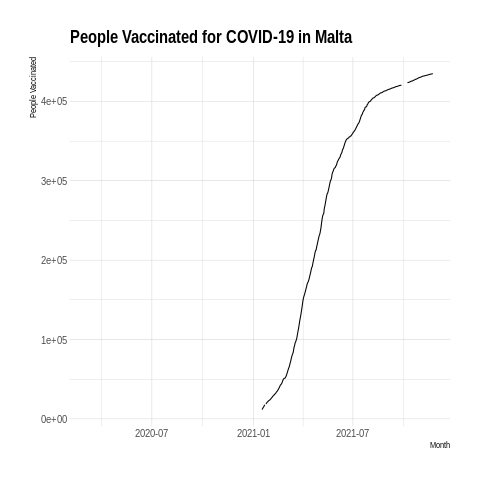 People Vaccinated for COVID-19 in Malta
People Vaccinated
4e+05
3e+05
2e+05
1e+05
0e+00
2020-07 2021-01 2021-07
Month